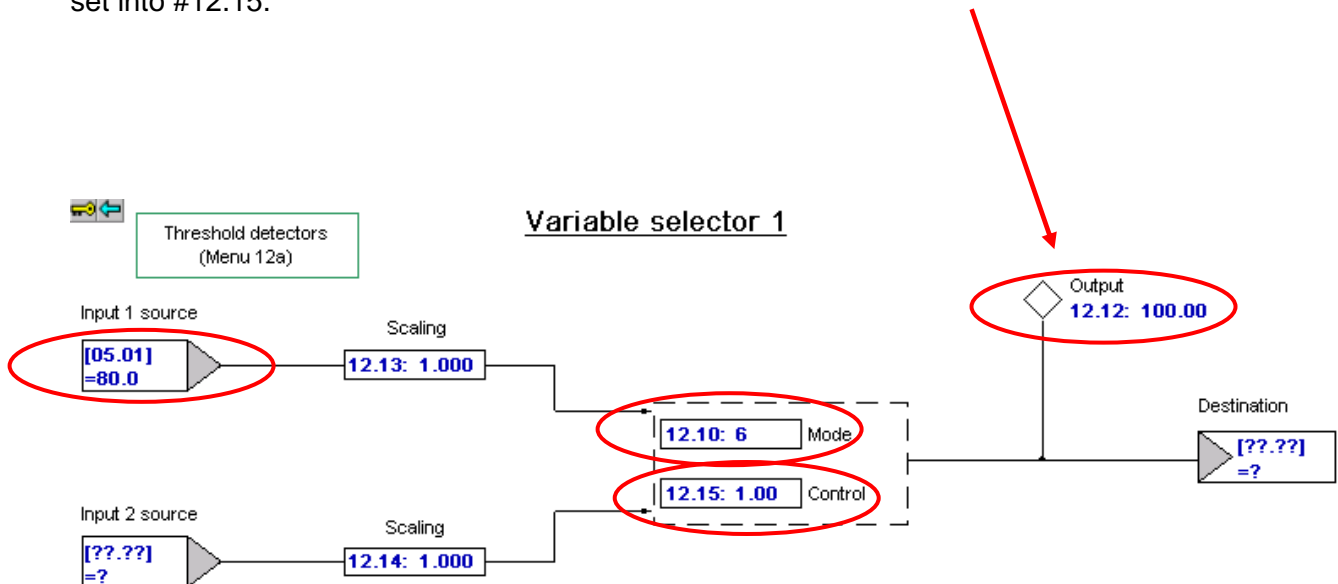 set into #12.15.
Threshold detectors
(Menu 12a)
Variable selector 1
Output
12.12: 100.00
Input 1 source
[05.01]
=80.0
Scaling
12.13: 1.000
12.10: 6 Mode
12.15: 1.00 Control
Destination
[??.??]
=?
Input 2 source
[??.??]
=?
Scaling
12.14: 1.000